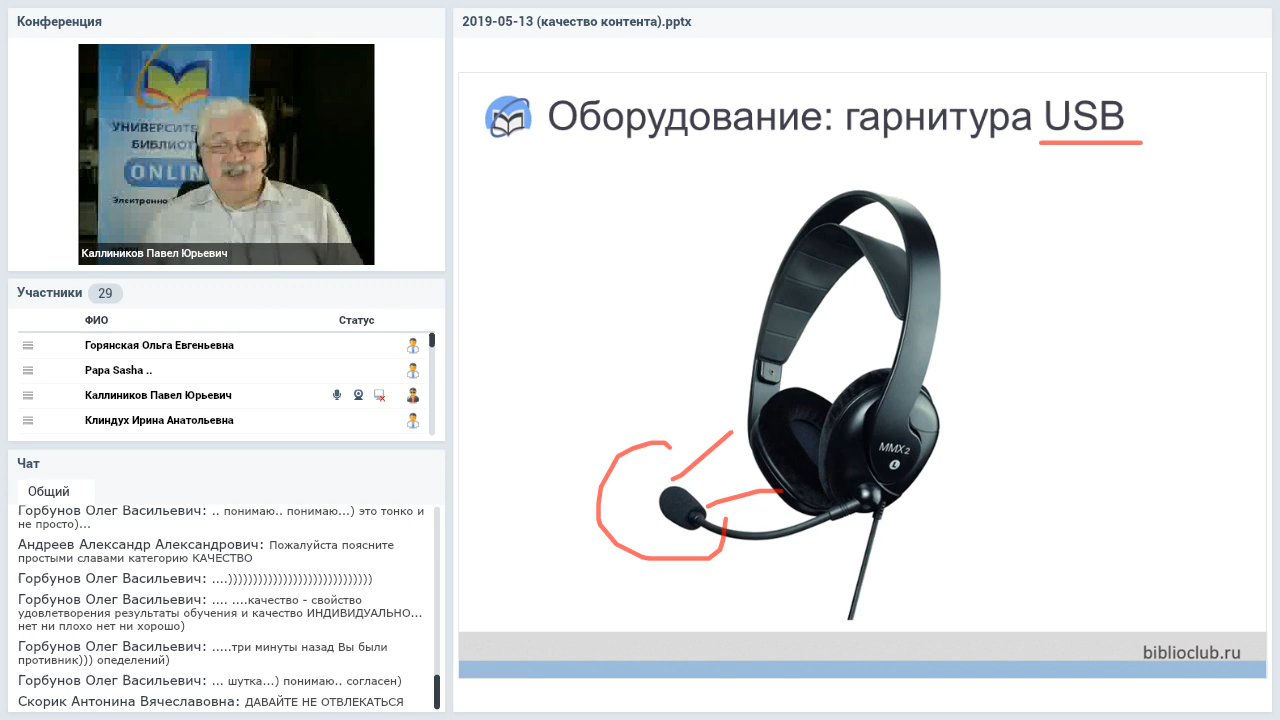 Конференция
УНИВЕРСИТЕ
БИБЛИОТ
ONLIN
Электронно
Каллиников Павел Юрьевич
Участники 29
ФИО Статус
Горянская Ольга Евгеньевна
Papa Sasha ..
Каллиников Павел Юрьевич
Клиндух Ирина Анатольевна
Чат
Общий
Горбунов Олег Васильевич: .. понимаю.. понимаю...) это тонко и
не просто)...
Андреев Александр Александрович: Пожалуйста поясните
простыми славами категорию КАЧЕСТВО
Горбунов Олег Васильевич: ....)))))))))))))))))))))))))))))
Горбунов Олег Васильевич: .... ....качество - свойство
удовлетворения результаты обучения и качество ИНДИВИДУАЛЬНО...
нет ни плохо нет ни хорошо)
Горбунов Олег Васильевич: .....три минуты назад Вы были
противник))) опеделений)
Горбунов Олег Васильевич: ... шутка...) понимаю.. согласен)
Скорик Антонина Вячеславовна: ДАВАЙТЕ НЕ ОТВЛЕКАТЬСЯ
2019-05-13 (качество контента).pptx
Оборудование: гарнитура USB
MMX2
L
biblioclub.ru